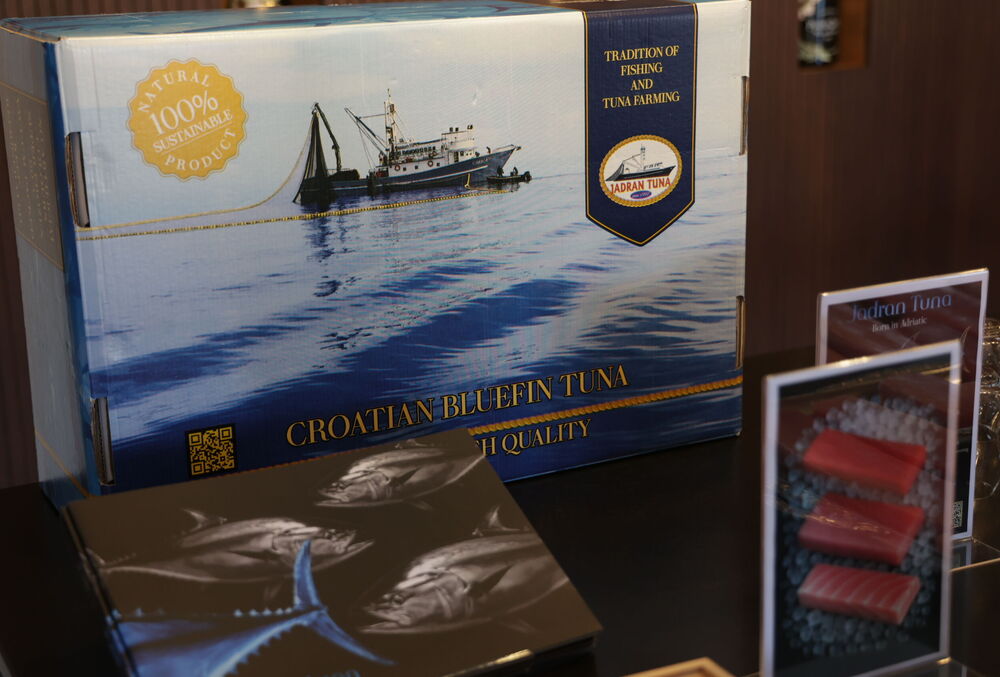 NATURAL
100%
SUSTAINABLE
PRODUCT
TRADITION OF
FISHING
AND
TUNA FARMING
JADRAN TUNA
CROATIAN BLUEFIN TUNA
QUALITY
Jadran Tuna
Born in Adriatic